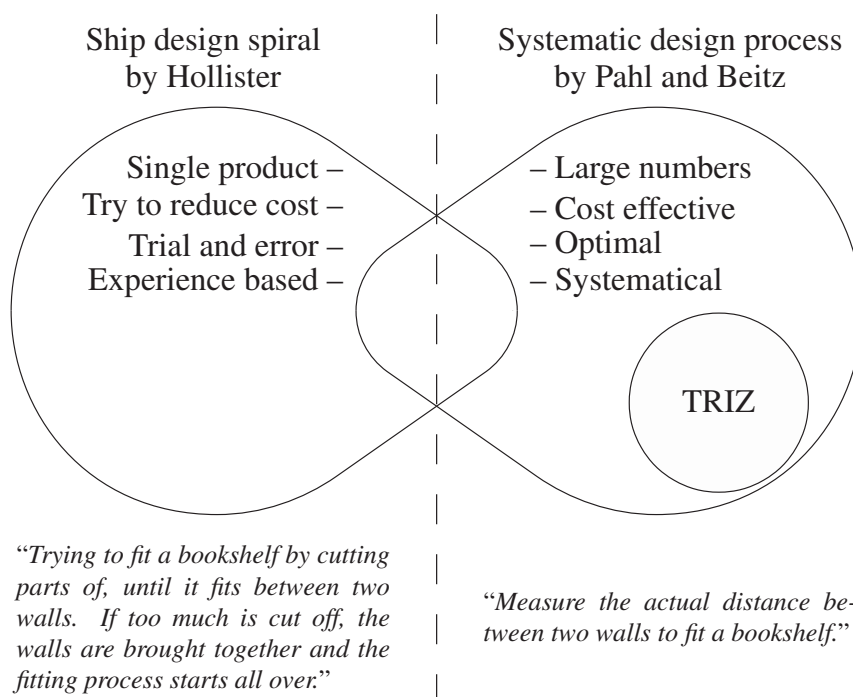 Ship design spiral
by Hollister
Systematic design process
by Pahl and Beitz
Single product –
Try to reduce cost –
Trial and error –
Experience based –
– Large numbers
– Cost effective
– Optimal
– Systematical
TRIZ
“Trying to fit a bookshelf by cutting
parts of, until it fits between two
walls. If too much is cut off, the
walls are brought together and the
fitting process starts all over.”
“Measure the actual distance be-
tween two walls to fit a bookshelf.”